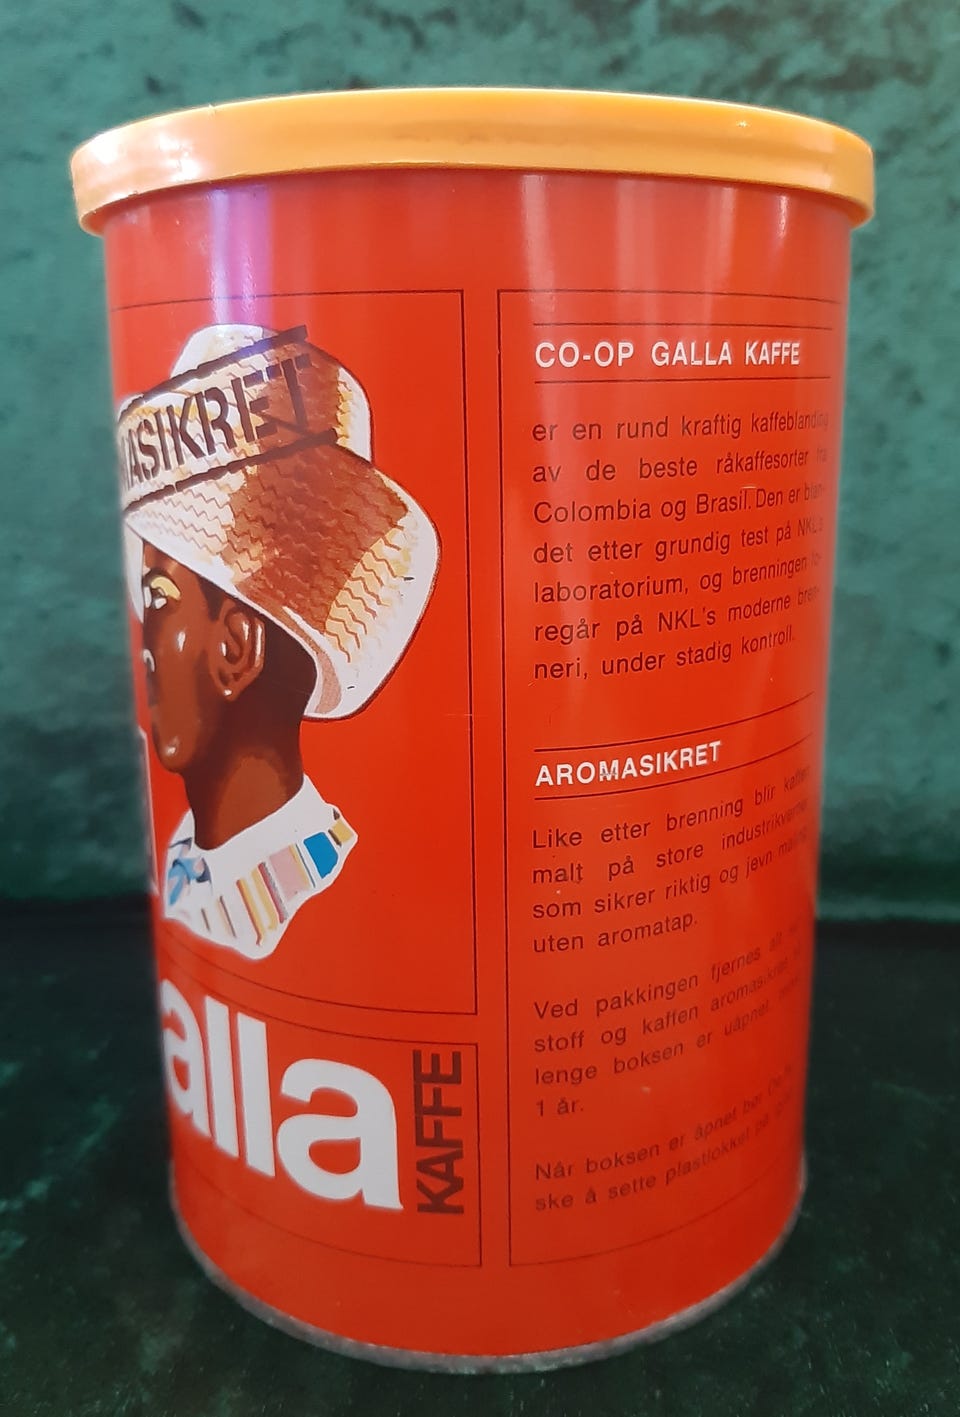 ASIKRET
alla
KAFFE
CO-OP GALLA KAFFE
er en rund kraftig kaffeblanding
av de beste råkaffesorter fra
Colombia og Brasil. Den er blan-
det etter grundig test på NKL's
laboratorium, og brenningen fo-
regår på NKL's moderne bren-
neri, under stadig kontroll.
AROMASIKRET
Like etter brenning blir kaffen
malt på store industrikverner
som sikrer riktig og jevn maling
uten aromatap.
Ved pakkingen fjernes alt
stoff og kaffen aromasikret
lenge boksen er uåpnet,
1 år.
Når boksen er åpnet bør De
ske å sette plastlokket på